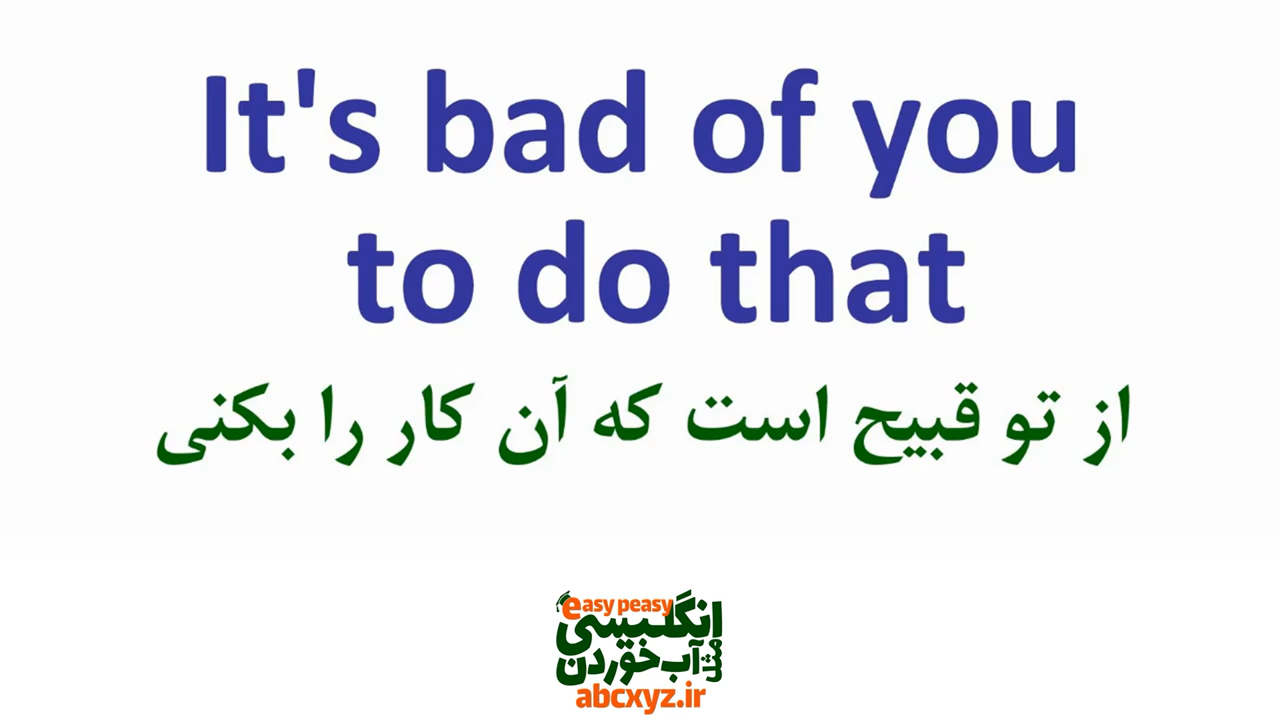 It's bad of you
to do that
از تو قبیح است که آن کار را بکنی
easy peasy
انگلیسی
مثل
آب خوردن
abcxyz.ir